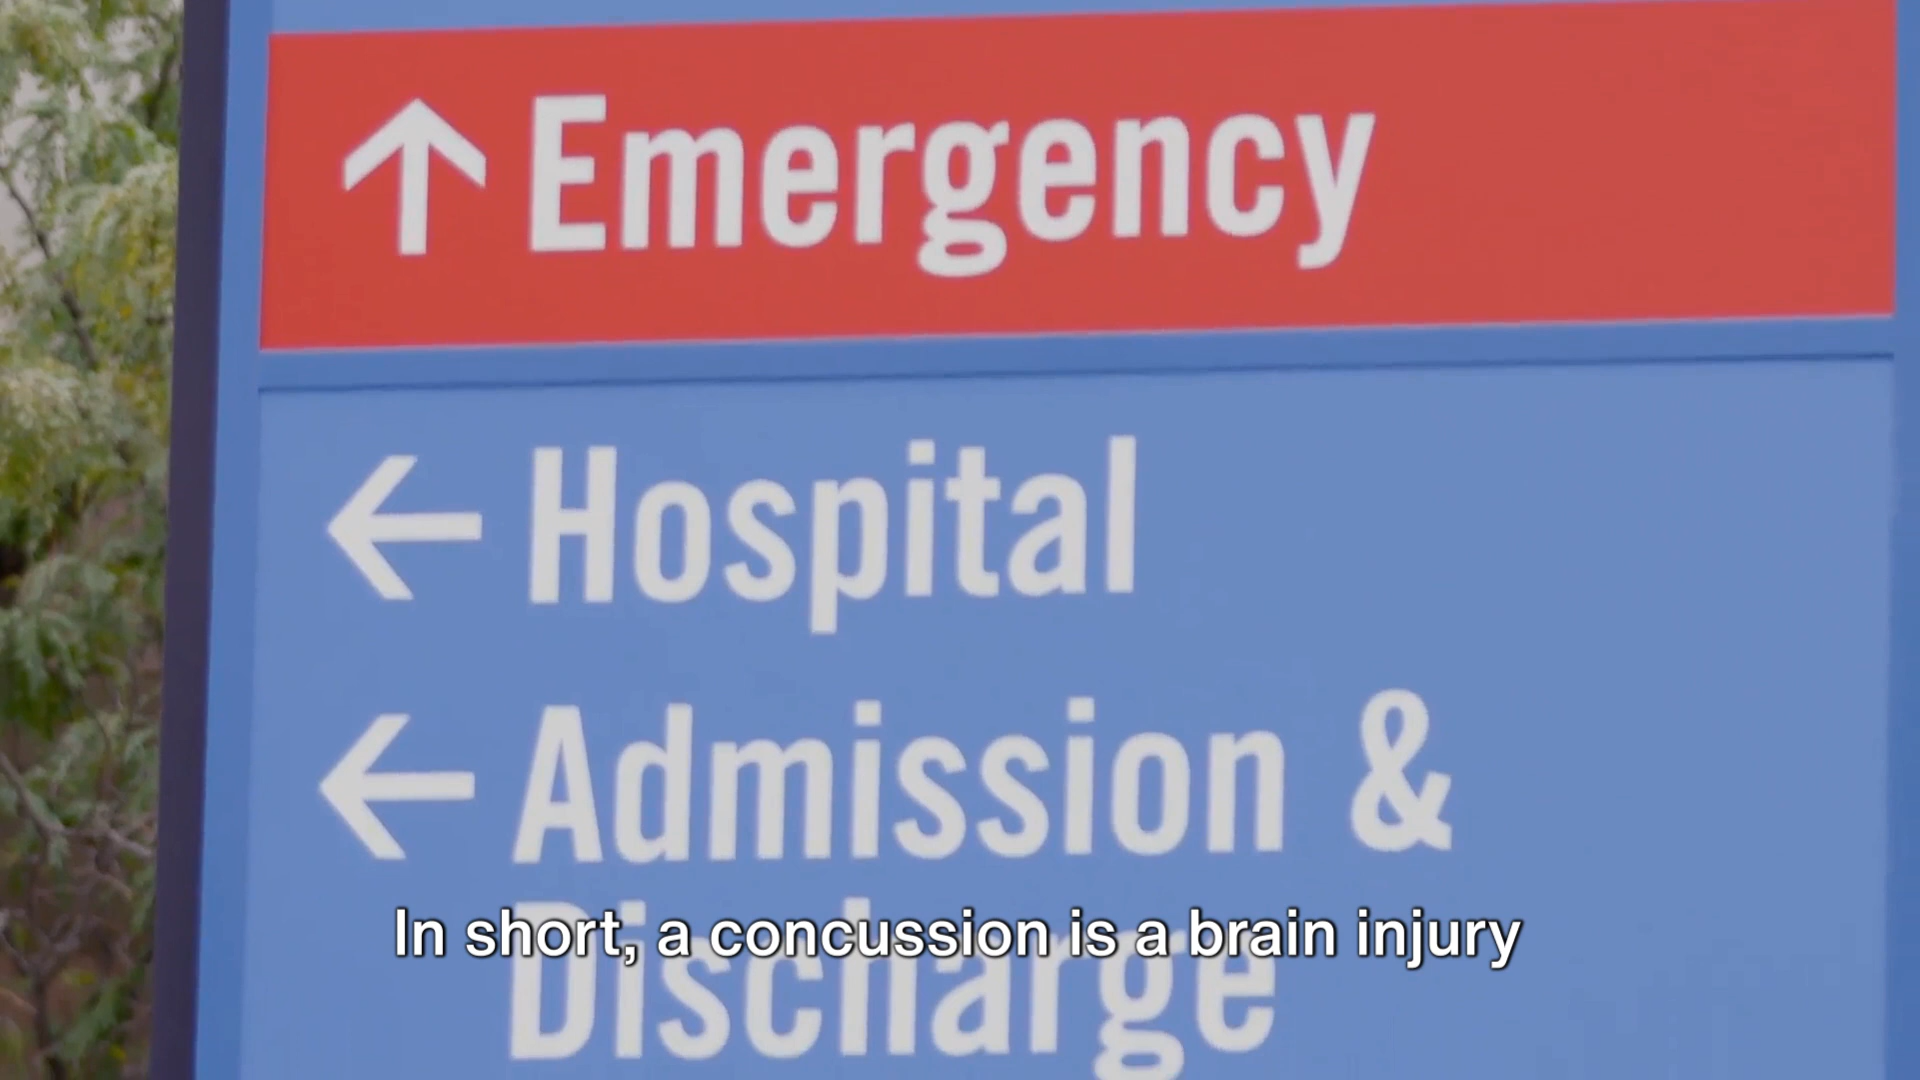 ↑ Emergency
← Hospital
← Admission &
Discharge
In short, a concussion is a brain injury